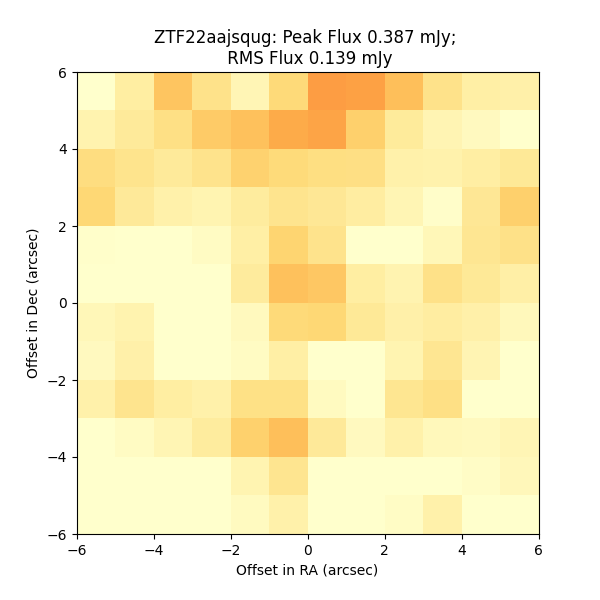 ZTF22aajsqug: Peak Flux 0.387 mJy;
RMS Flux 0.139 mJy
6
4
2
0
−2
−4
−6
Offset in Dec (arcsec)
−6 −4 −2 0 2 4 6
Offset in RA (arcsec)